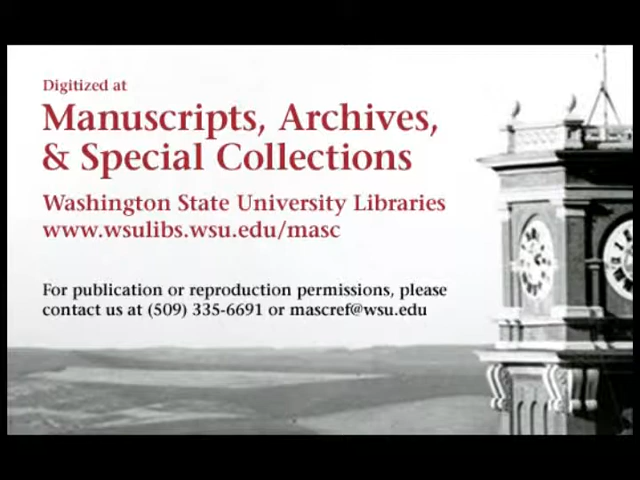 Digitized at
Manuscripts, Archives,
& Special Collections
Washington State University Libraries
www.wsulibs.wsu.edu/masc
For publication or reproduction permissions, please
contact us at (509) 335-6691 or mascref@wsu.edu